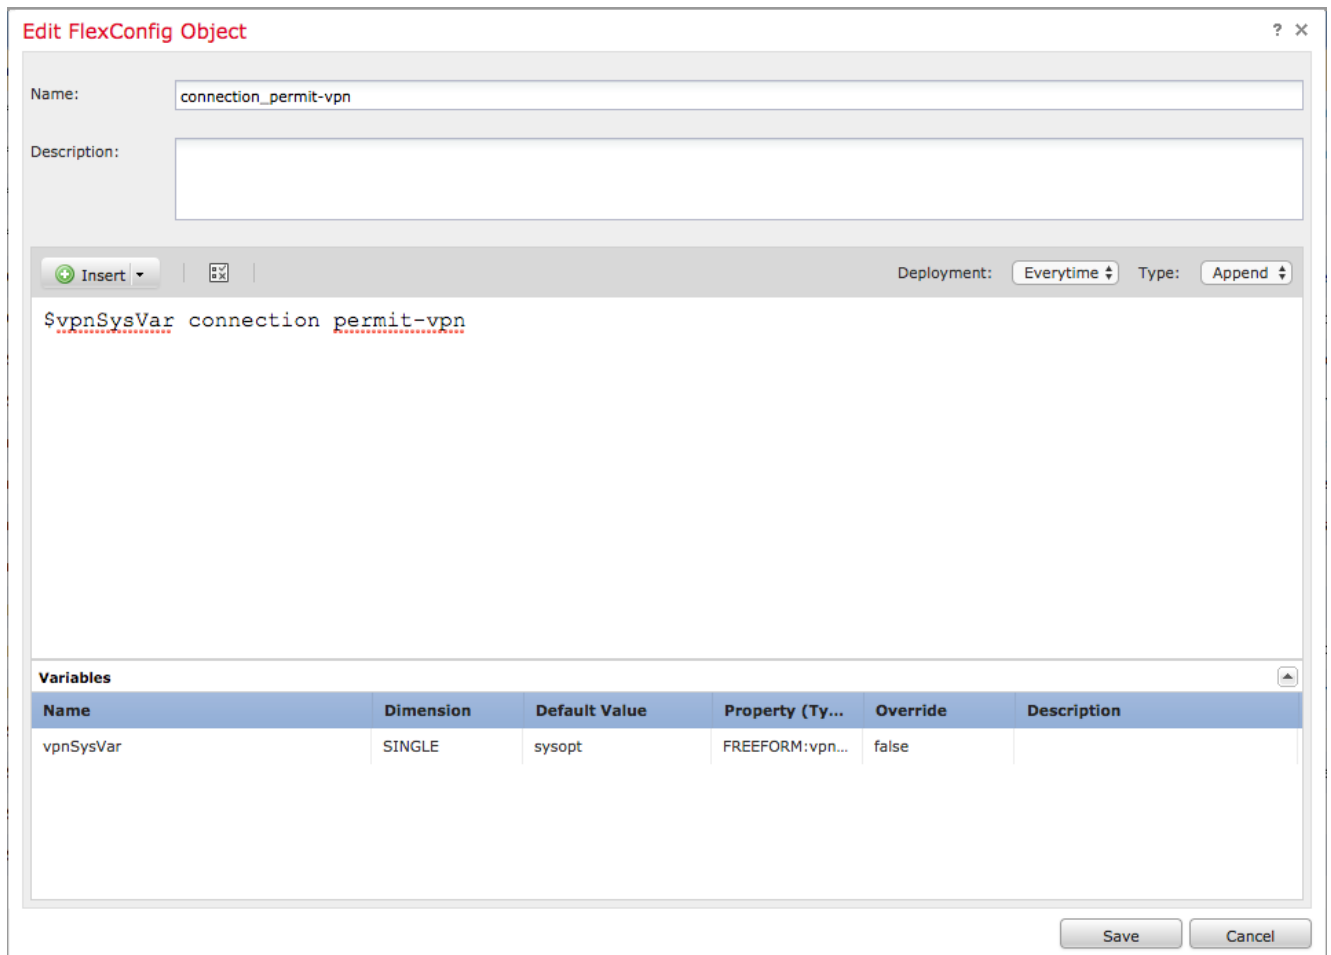 Edit FlexConfig Object ? ×
Name: connection_permit-vpn
Description:
Insert Deployment: Everytime Type: Append
$vpnSysVar connection permit-vpn
Variables
Name Dimension Default Value Property (Ty... Override Description
vpnSysVar SINGLE sysopt FREEFORM:vpn... false
Save Cancel